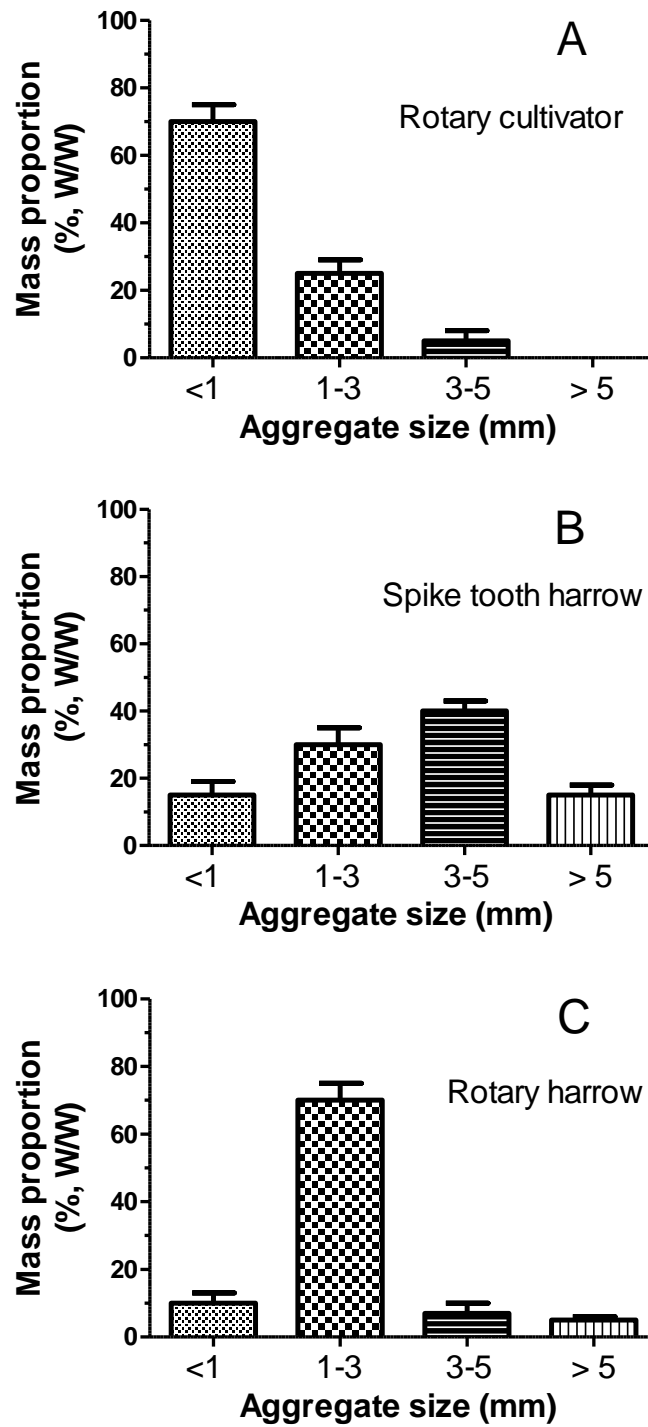 A
Rotary cultivator
Mass proportion
(%, W/W)
100
80
60
40
20
0
<1 1-3 3-5 > 5
Aggregate size (mm)
B
Spike tooth harrow
Mass proportion
(%, W/W)
100
80
60
40
20
0
<1 1-3 3-5 > 5
Aggregate size (mm)
C
Rotary harrow
Mass proportion
(%, W/W)
100
80
60
40
20
0
<1 1-3 3-5 > 5
Aggregate size (mm)